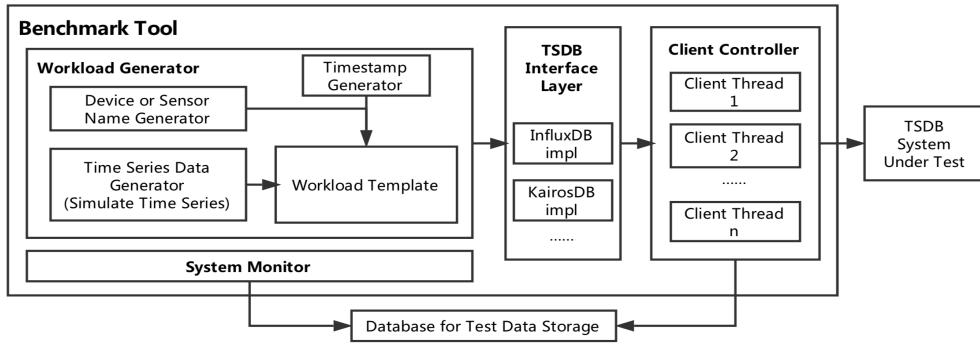 Benchmark Tool
Workload Generator
Timestamp
Generator
Device or Sensor
Name Generator
Time Series Data
Generator
(Simulate Time Series)
Workload Template
System Monitor
TSDB
Interface
Layer
InfluxDB
impl
KairosDB
impl
......
Client Controller
Client Thread
1
Client Thread
2
......
Client Thread
n
TSDB
System
Under Test
Database for Test Data Storage